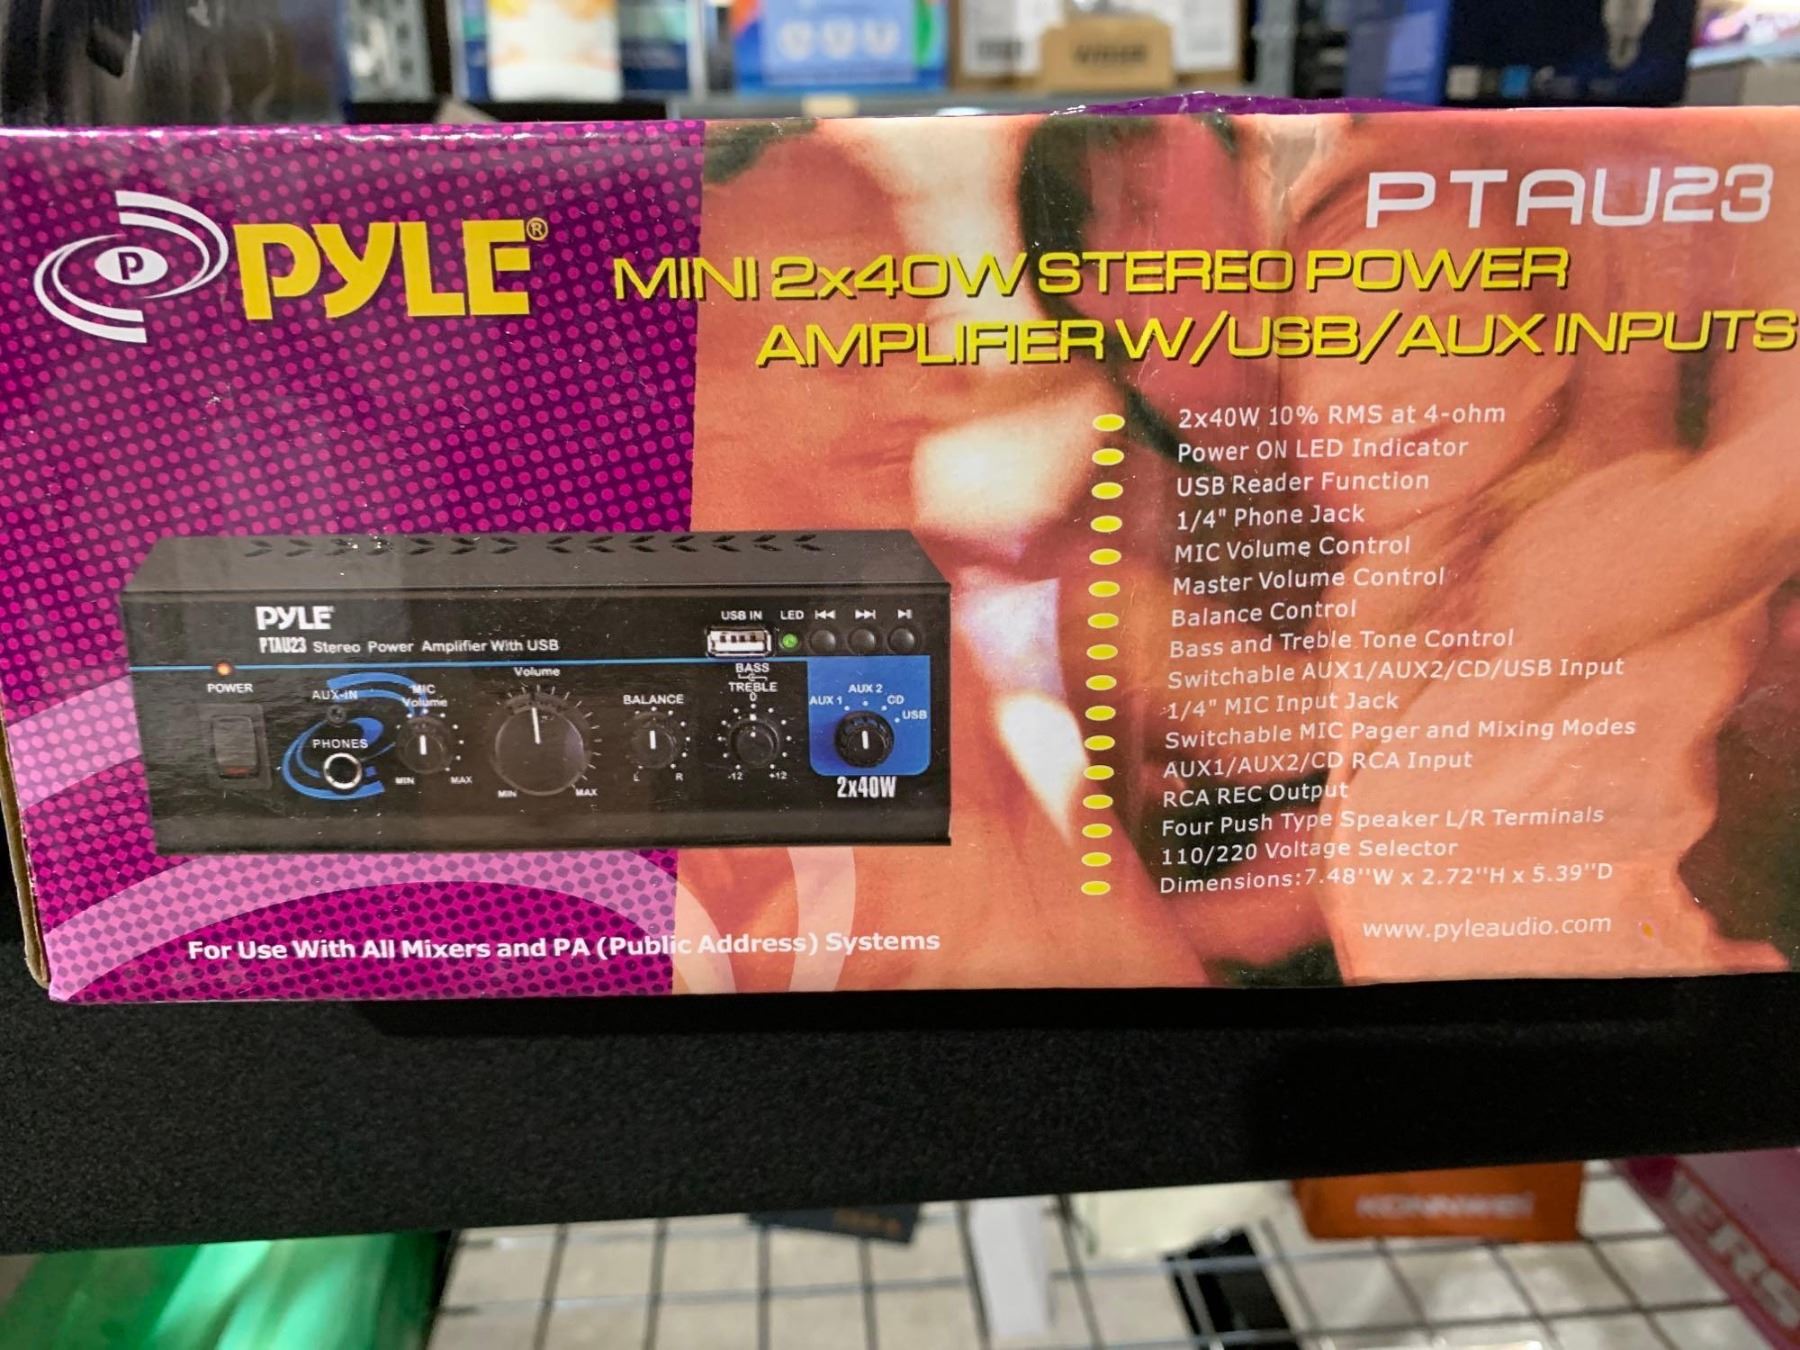 PTAU23
PYLE®
MINI 2x40W STEREO POWER
AMPLIFIER W/USB/AUX INPUTS
2x40W 10% RMS at 4-ohm
Power ON LED Indicator
USB Reader Function
1/4" Phone Jack
MIC Volume Control
Master Volume Control
Balance Control
Bass and Treble Tone Control
Switchable AUX1/AUX2/CD/USB Input
1/4" MIC Input Jack
Switchable MIC Pager and Mixing Modes
AUX1/AUX2/CD RCA Input
RCA REC Output
Four Push Type Speaker L/R Terminals
110/220 Voltage Selector
Dimensions:7.48''W x 2.72''H x 5.39''D
www.pyleaudio.com
P
PYLE
PTAU23 Stereo Power Amplifier With USB
USB IN LED
POWER
AUX-IN
MIC
Volume
Volume
BALANCE
BASS
TREBLE
0
AUX 1
AUX 2
CD
USB
PHONES
MIN MAX
MIN MAX
L R
-12 +12
2x40W
For Use With All Mixers and PA (Public Address) Systems
KONNWEI
ERS